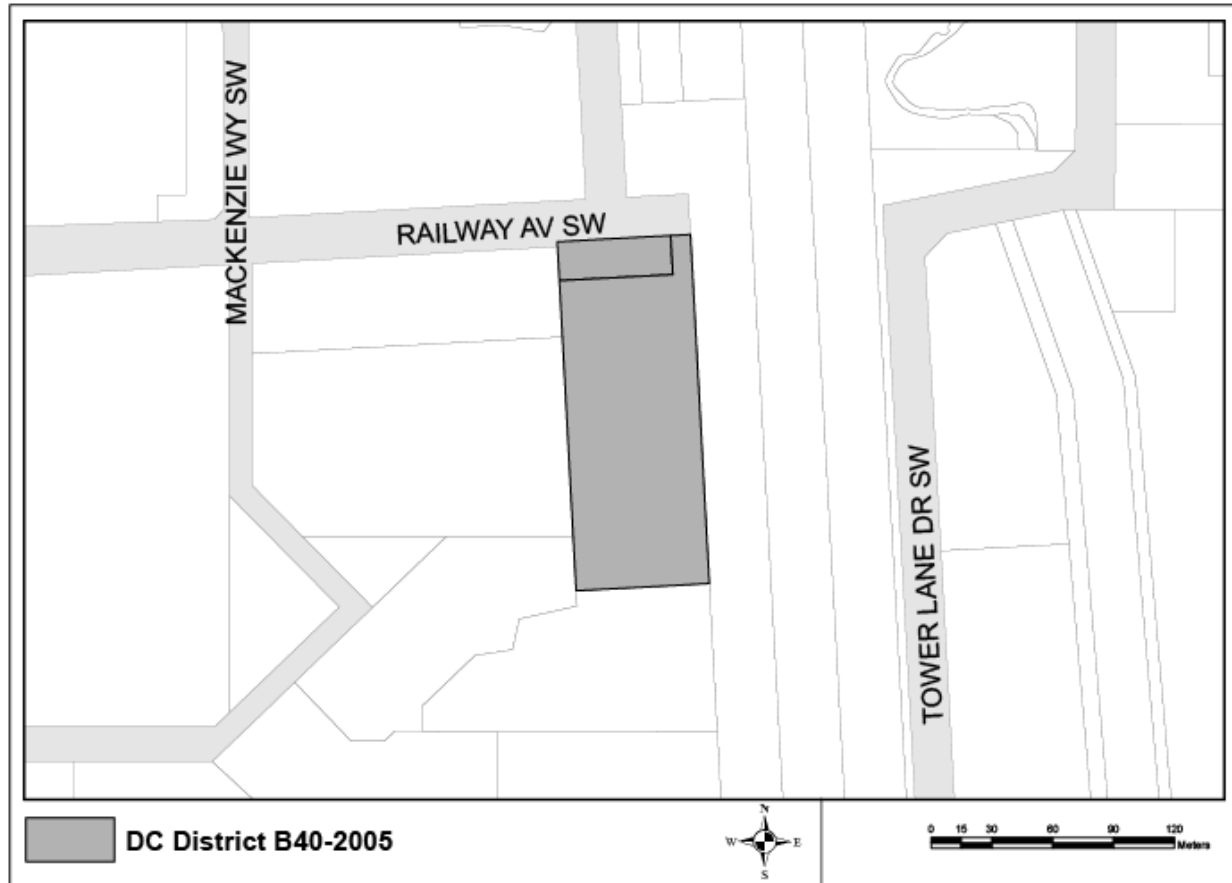 MACKENZIE WY SW
RAILWAY AV SW
TOWER LANE DR SW
DC District B40-2005
N
W E
S
0 15 30 60 90 120
Meters